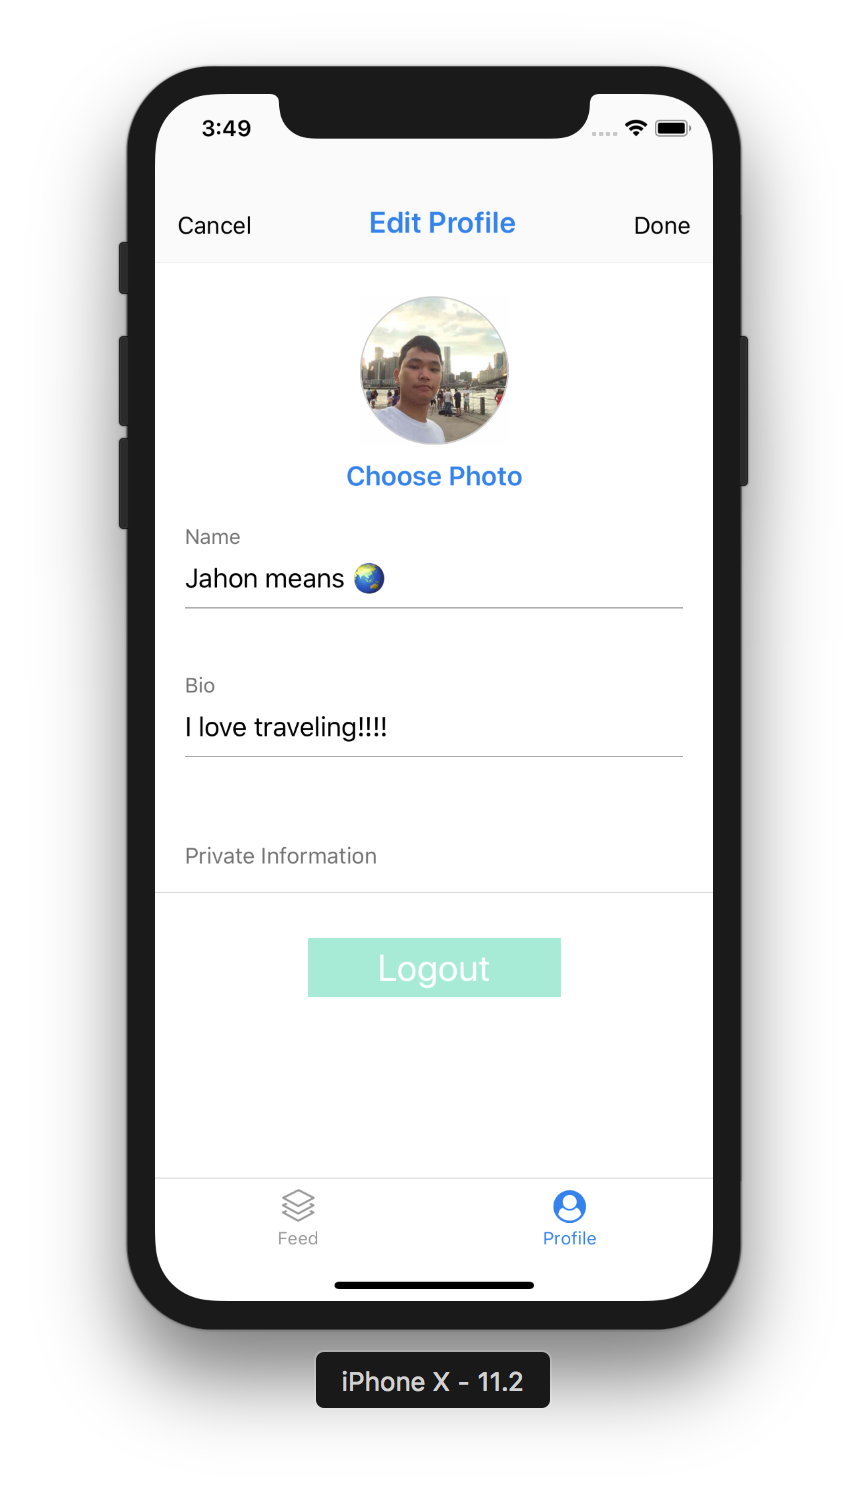 3:49
Cancel Edit Profile Done
Choose Photo
Name
Jahon means 🌏
Bio
I love traveling!!!!
Private Information
Logout
Feed Profile
iPhone X - 11.2